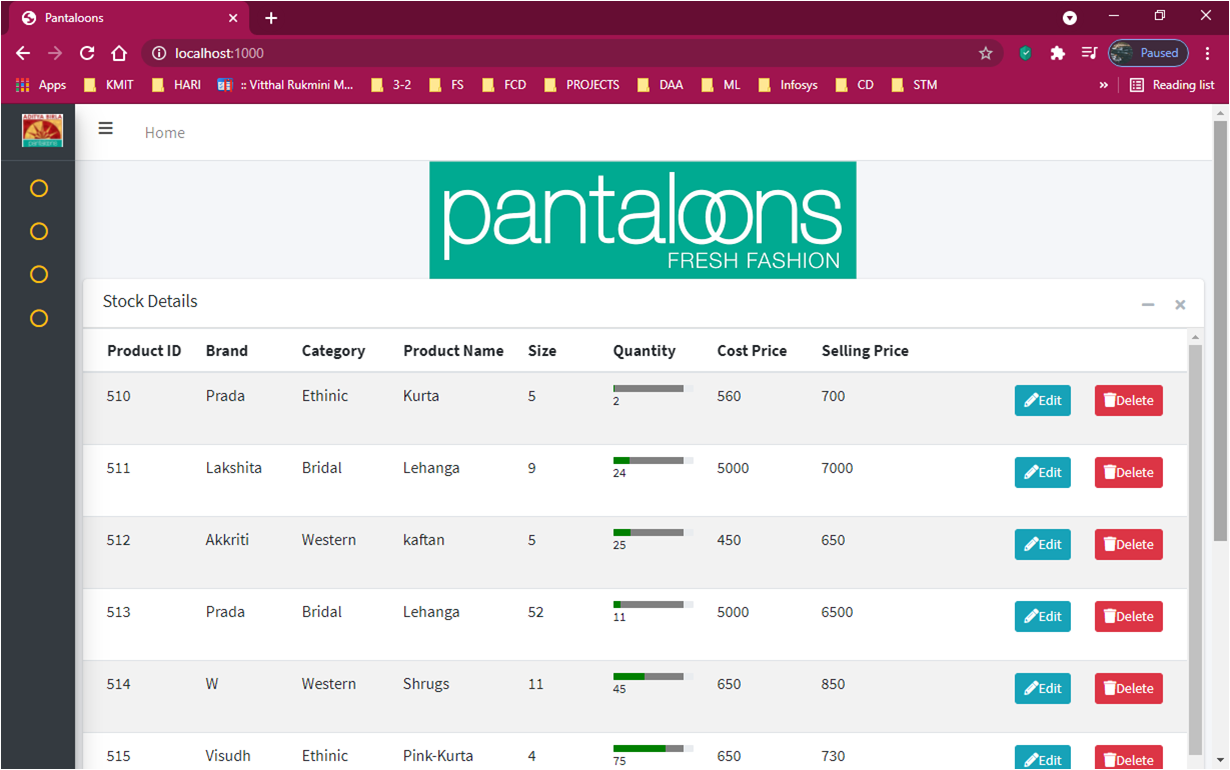 Pantaloons
localhost:1000
Paused
Apps KMIT HARI :: Vitthal Rukmini M... 3-2 FS FCD PROJECTS DAA ML Infosys CD STM » Reading list
ADITYA BIRLA
pantaloons
Home
pantaloons
FRESH FASHION
Stock Details
Product ID Brand Category Product Name Size Quantity Cost Price Selling Price
510 Prada Ethinic Kurta 5 2 560 700 Edit Delete
511 Lakshita Bridal Lehanga 9 24 5000 7000 Edit Delete
512 Akkriti Western kaftan 5 25 450 650 Edit Delete
513 Prada Bridal Lehanga 52 11 5000 6500 Edit Delete
514 W Western Shrugs 11 45 650 850 Edit Delete
515 Visudh Ethinic Pink-Kurta 4 75 650 730 Edit Delete